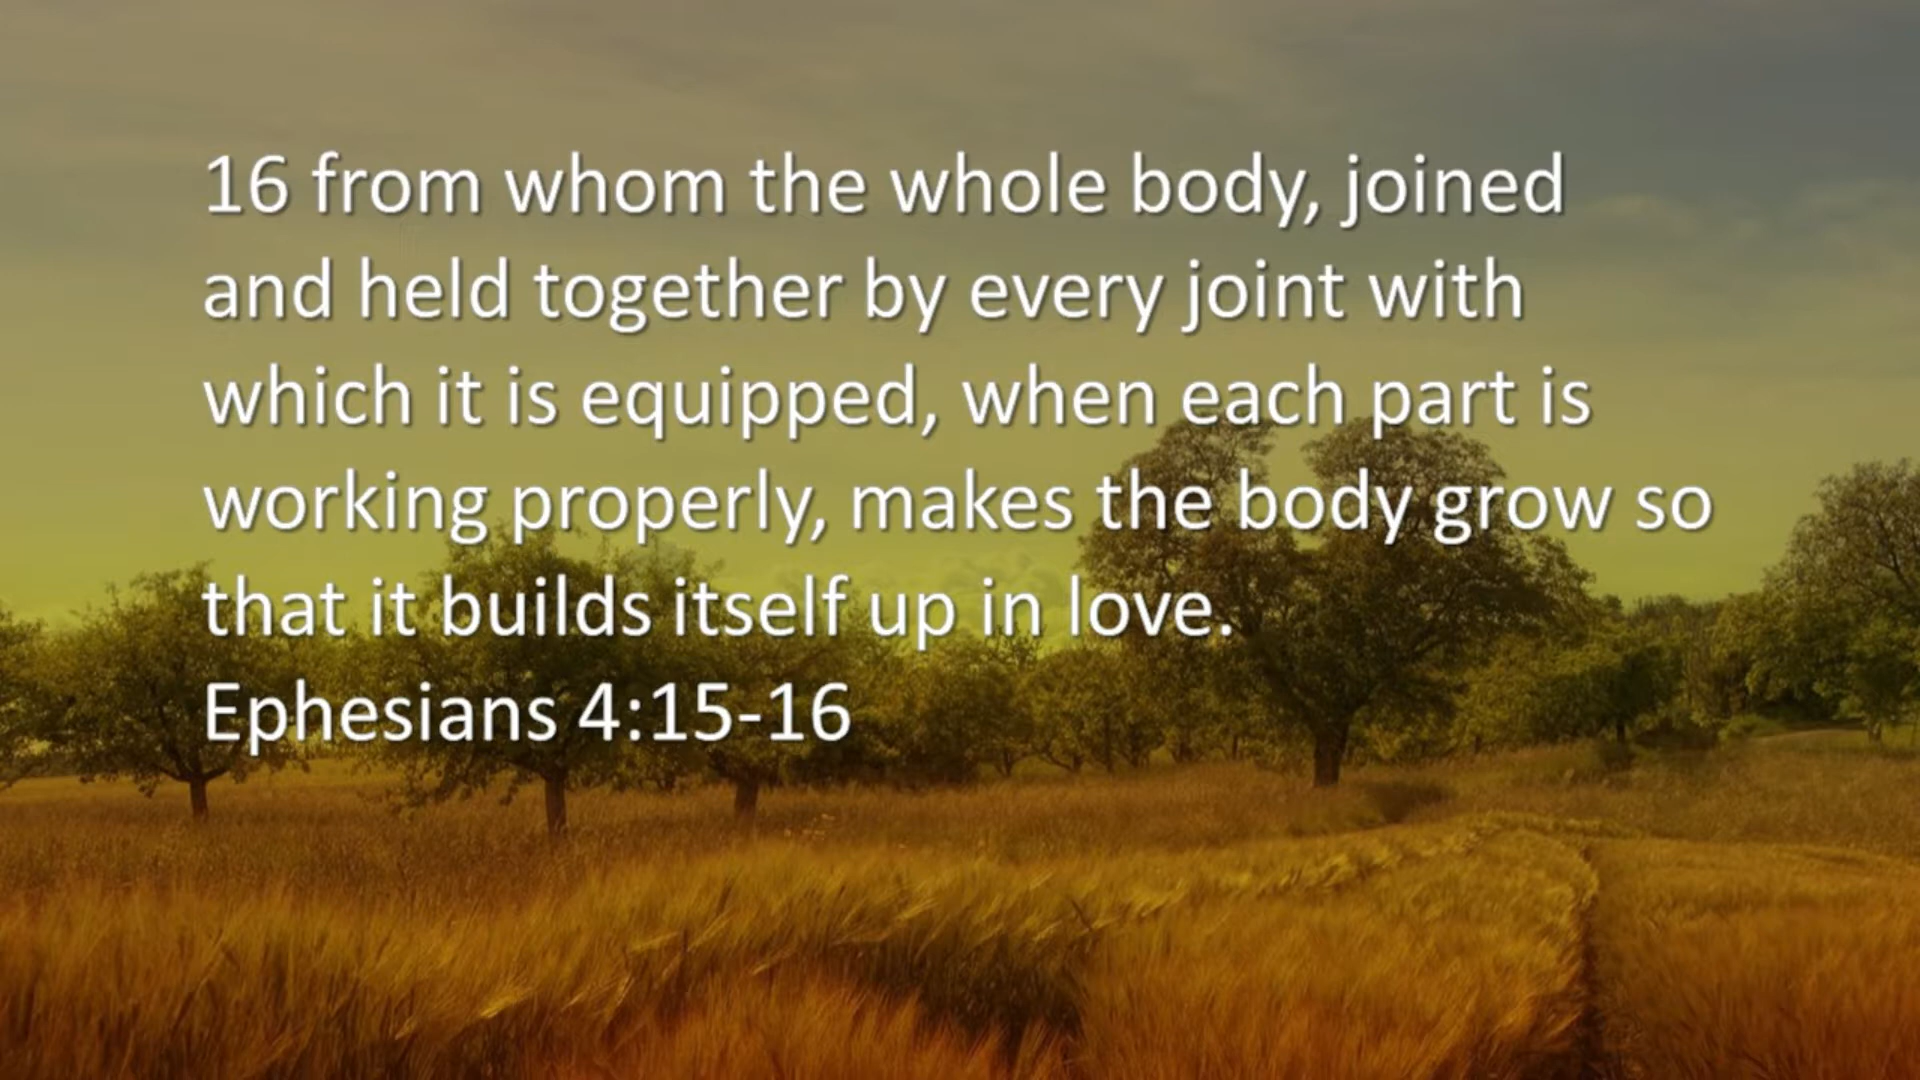 16 from whom the whole body, joined
and held together by every joint with
which it is equipped, when each part is
working properly, makes the body grow so
that it builds itself up in love.
Ephesians 4:15-16